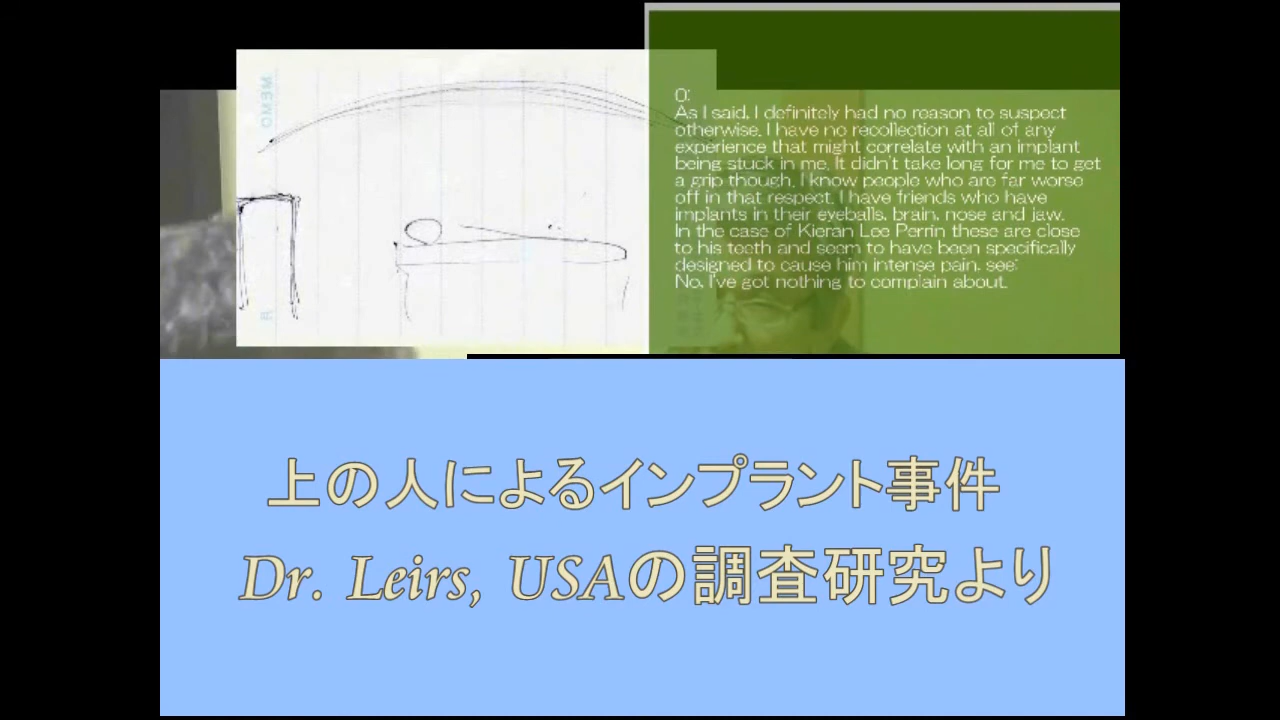 MEMO
O:
As I said, I definitely had no reason to suspect
otherwise. I have no recollection at all of any
experience that might correlate with an implant
being stuck in me. It didn't take long for me to get
a grip though. I know people who are far worse
off in that respect. I have friends who have
implants in their eyeballs, brain, nose and jaw.
In the case of Kieran Lee Perrin these are close
to his teeth and seem to have been specifically
designed to cause him intense pain. see:
No, I've got nothing to complain about.
上の人によるインプラント事件
Dr. Leirs, USAの調査研究より